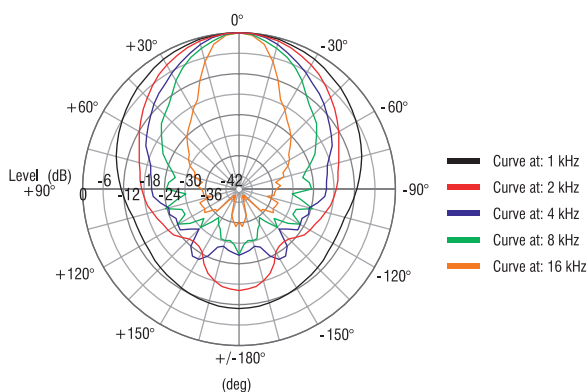 0°
+30°
-30°
+60°
-60°
Level (dB)
-6 -18 -30 -42
+90° 0 -12 -24 -36 -90°
+120°
-120°
+150°
-150°
+/-180°
(deg)
Curve at: 1 kHz
Curve at: 2 kHz
Curve at: 4 kHz
Curve at: 8 kHz
Curve at: 16 kHz